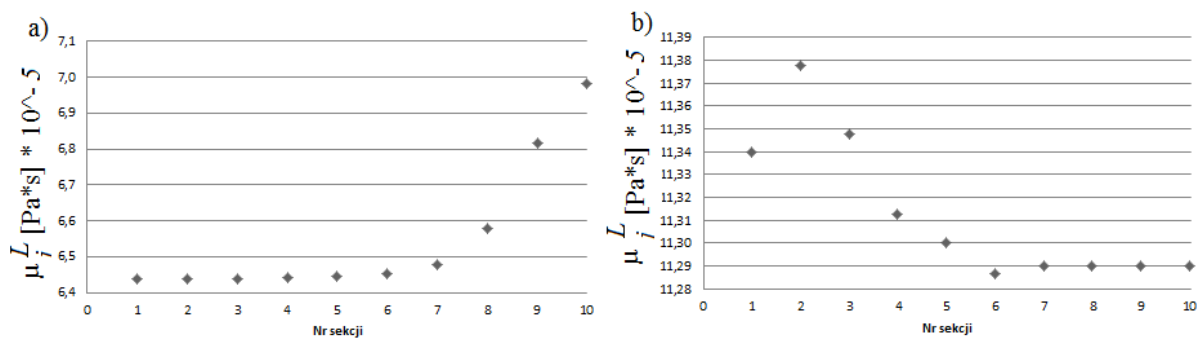 a)
7,1
7,0
6,9
6,8
6,7
6,6
6,5
6,4
μ L i [Pa*s] * 10^- 5
0 1 2 3 4 5 6 7 8 9 10
Nr sekcji
b)
11,39
11,38
11,37
11,36
11,35
11,34
11,33
11,32
11,31
11,30
11,29
11,28
μ L i [Pa*s] * 10^- 5
0 1 2 3 4 5 6 7 8 9 10
Nr sekcji